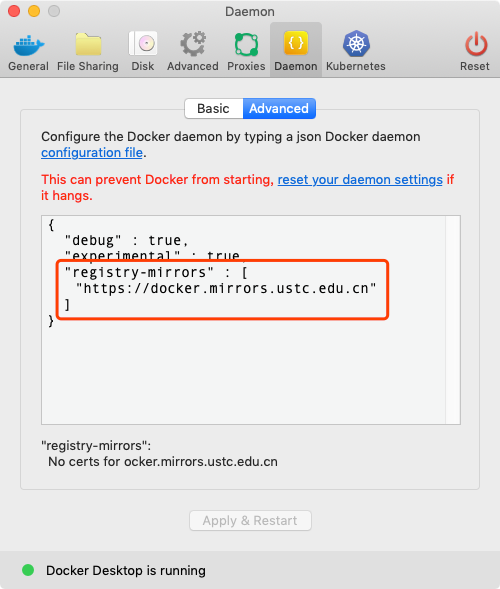 Daemon
General File Sharing Disk Advanced Proxies Daemon Kubernetes Reset
Basic Advanced
Configure the Docker daemon by typing a json Docker daemon
configuration file.
This can prevent Docker from starting, reset your daemon settings if
it hangs.
{
"debug" : true,
"experimental" : true,
"registry-mirrors" : [
"https://docker.mirrors.ustc.edu.cn"
]
}
"registry-mirrors":
No certs for ocker.mirrors.ustc.edu.cn
Apply & Restart
Docker Desktop is running